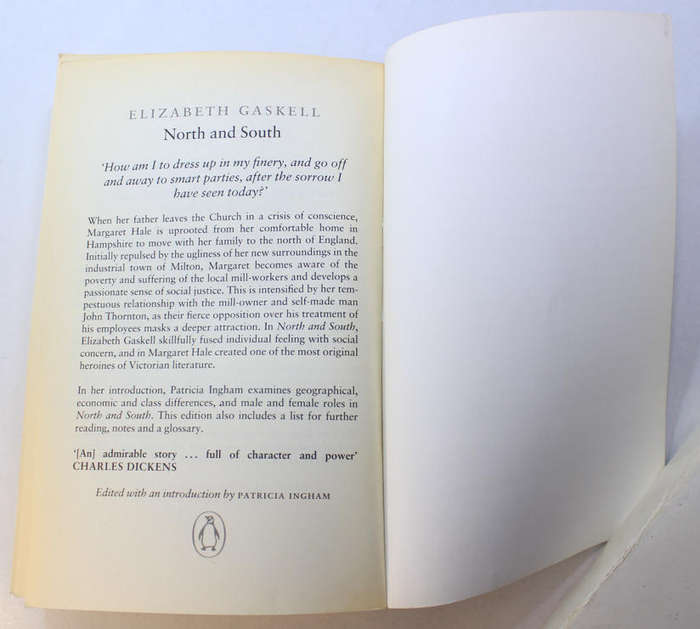 ELIZABETH GASKELL
North and South
'How am I to dress up in my finery, and go off
and away to smart parties, after the sorrow I
have seen today?'
When her father leaves the Church in a crisis of conscience,
Margaret Hale is uprooted from her comfortable home in
Hampshire to move with her family to the north of England.
Initially repulsed by the ugliness of her new surroundings in the
industrial town of Milton, Margaret becomes aware of the
poverty and suffering of the local mill-workers and develops a
passionate sense of social justice. This is intensified by her tem-
pestuous relationship with the mill-owner and self-made man
John Thornton, as their fierce opposition over his treatment of
his employees masks a deeper attraction. In North and South,
Elizabeth Gaskell skillfully fused individual feeling with social
concern, and in Margaret Hale created one of the most original
heroines of Victorian literature.
In her introduction, Patricia Ingham examines geographical,
economic and class differences, and male and female roles in
North and South. This edition also includes a list for further
reading, notes and a glossary.
'[An] admirable story ... full of character and power'
CHARLES DICKENS
Edited with an introduction by PATRICIA INGHAM